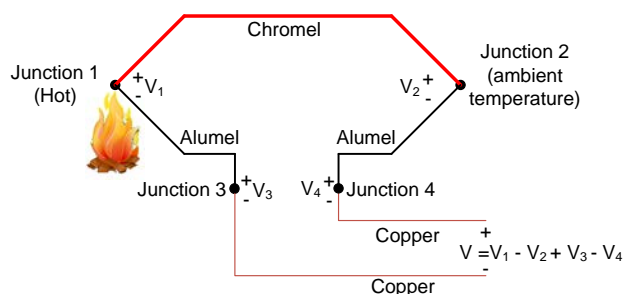 Chromel
Junction 1
(Hot)
+
-
V₁
V₂
+
-
Junction 2
(ambient
temperature)
Alumel
Alumel
Junction 3
+
-
V₃
V₄
+
-
Junction 4
Copper
+
V =V₁ - V₂ + V₃ - V₄
-
Copper